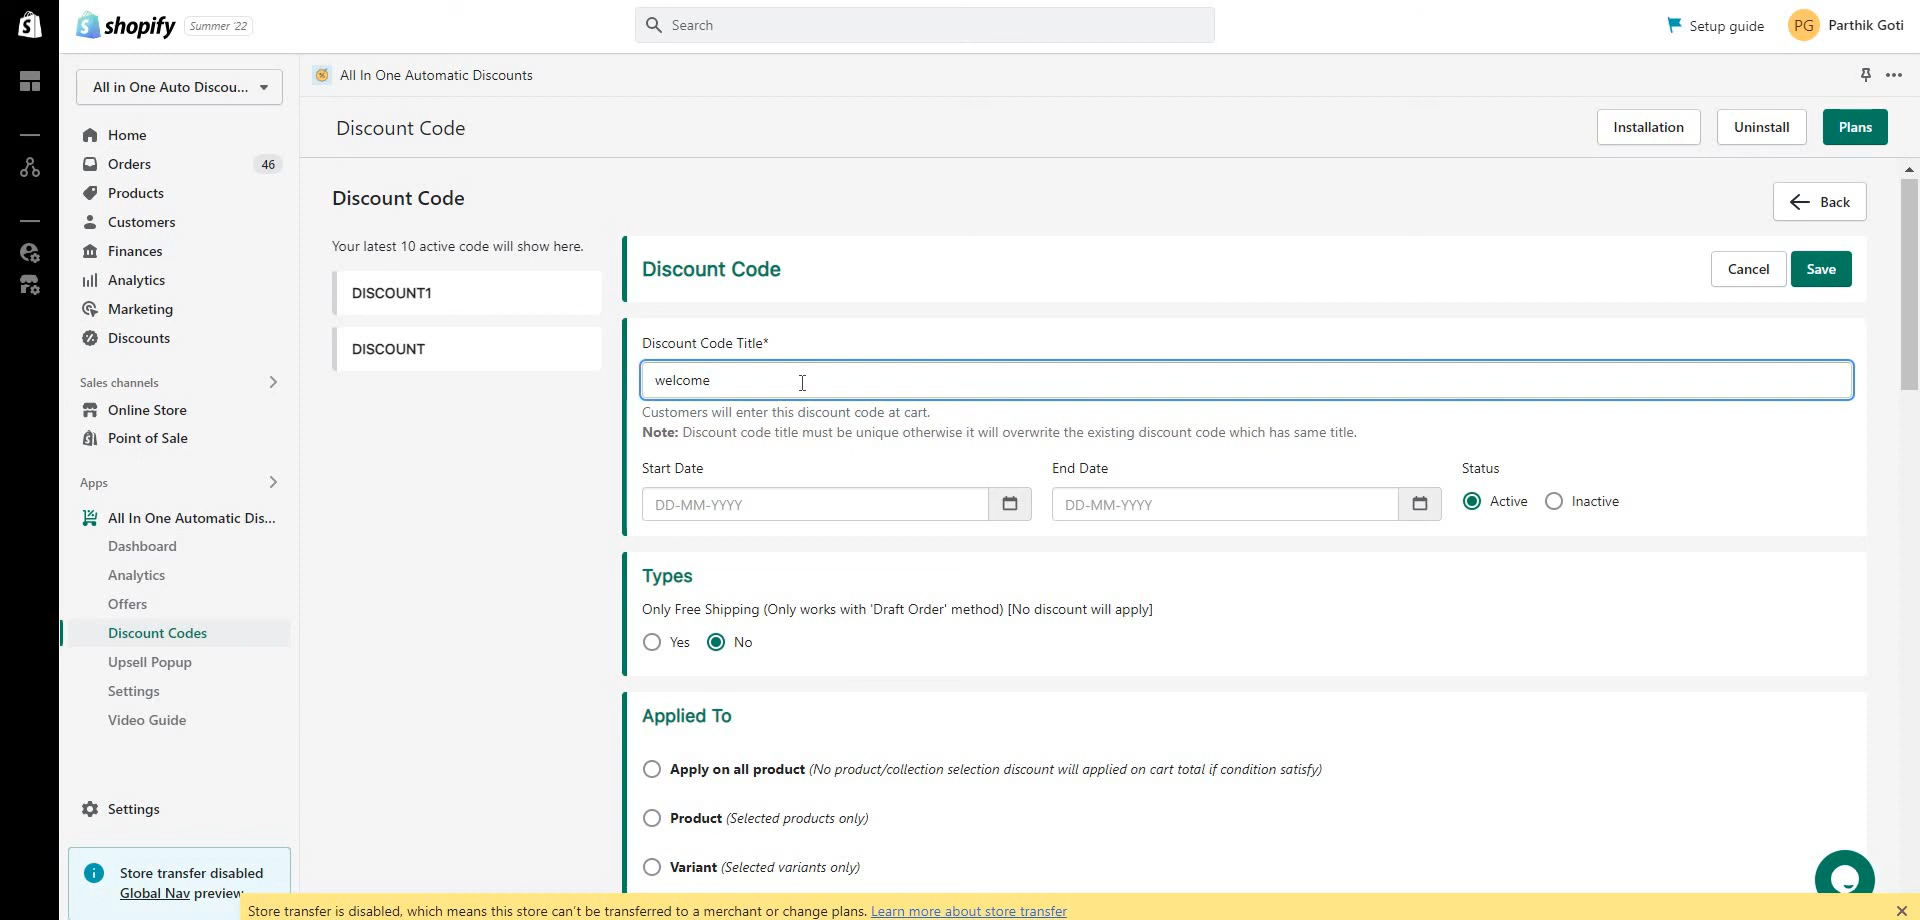 shopify
Summer '22
Search
Setup guide
PG
Parthik Goti
All in One Auto Discou...
All In One Automatic Discounts
Discount Code
Installation
Uninstall
Plans
Home
Orders
46
Products
Customers
Finances
Analytics
Marketing
Discounts
Sales channels
Online Store
Point of Sale
Apps
All In One Automatic Dis...
Dashboard
Analytics
Offers
Discount Codes
Upsell Popup
Settings
Video Guide
Settings
Store transfer disabled
Global Nav preview
Discount Code
Back
Your latest 10 active code will show here.
DISCOUNT1
DISCOUNT
Discount Code
Cancel
Save
Discount Code Title*
welcome
Customers will enter this discount code at cart.
Note: Discount code title must be unique otherwise it will overwrite the existing discount code which has same title.
Start Date
End Date
Status
DD-MM-YYYY
DD-MM-YYYY
Active
Inactive
Types
Only Free Shipping (Only works with 'Draft Order' method) [No discount will apply]
Yes
No
Applied To
Apply on all product (No product/collection selection discount will applied on cart total if condition satisfy)
Product (Selected products only)
Variant (Selected variants only)
Store transfer is disabled, which means this store can't be transferred to a merchant or change plans. Learn more about store transfer